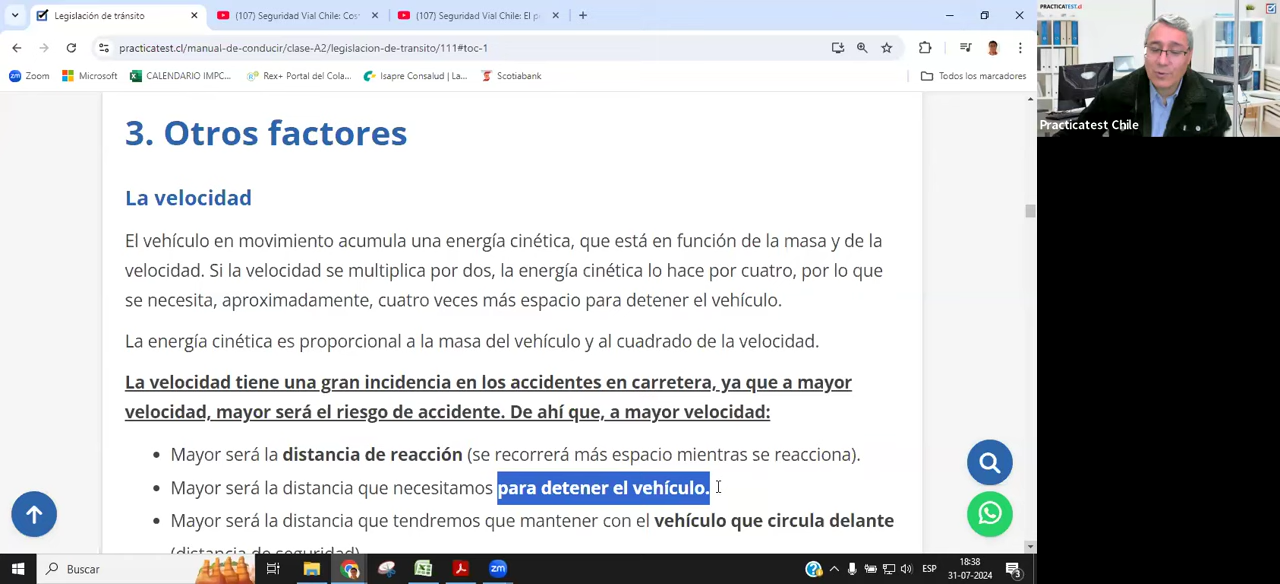 Legislación de tránsito
(107) Seguridad Vial Chile: El p
(107) Seguridad Vial Chile: El p
practicatest.cl/manual-de-conducir/clase-A2/legislacion-de-transito/111#toc-1
Zoom
Microsoft
CALENDARIO IMPC...
Rex+ Portal del Col...
Isapre Consalud | La...
Scotiabank
Todos los marcadores
PRACTICATEST.cl
Practicatest Chile
3. Otros factores
La velocidad
El vehículo en movimiento acumula una energía cinética, que está en función de la masa y de la
velocidad. Si la velocidad se multiplica por dos, la energía cinética lo hace por cuatro, por lo que
se necesita, aproximadamente, cuatro veces más espacio para detener el vehículo.
La energía cinética es proporcional a la masa del vehículo y al cuadrado de la velocidad.
La velocidad tiene una gran incidencia en los accidentes en carretera, ya que a mayor
velocidad, mayor será el riesgo de accidente. De ahí que, a mayor velocidad:
• Mayor será la distancia de reacción (se recorrerá más espacio mientras se reacciona).
• Mayor será la distancia que necesitamos para detener el vehículo.
• Mayor será la distancia que tendremos que mantener con el vehículo que circula delante
(distancia de seguridad)
Buscar
ESP
18:38
31-07-2024
3